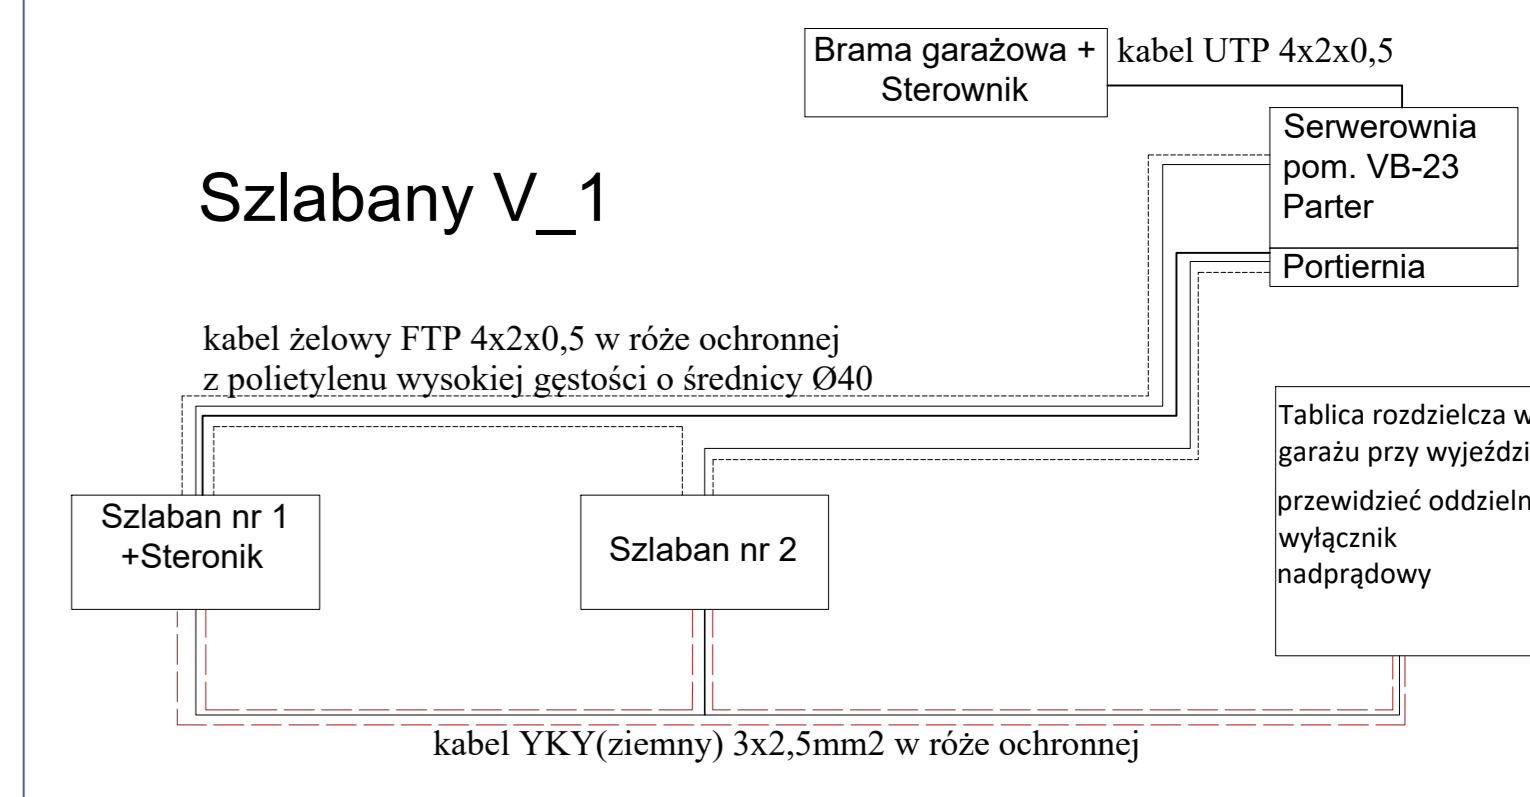 Brama garażowa +
Sterownik
kabel UTP 4x2x0,5
Serwerownia
pom. VB-23
Parter
Portiernia
Szlabany V_1
kabel żelowy FTP 4x2x0,5 w róże ochronnej
z polietylenu wysokiej gęstości o średnicy Ø40
Tablica rozdzielcza w
garażu przy wyjeździ
przewidzieć oddzieln
wyłącznik
nadprądowy
Szlaban nr 1
+Steronik
Szlaban nr 2
kabel YKY(ziemny) 3x2,5mm2 w róże ochronnej